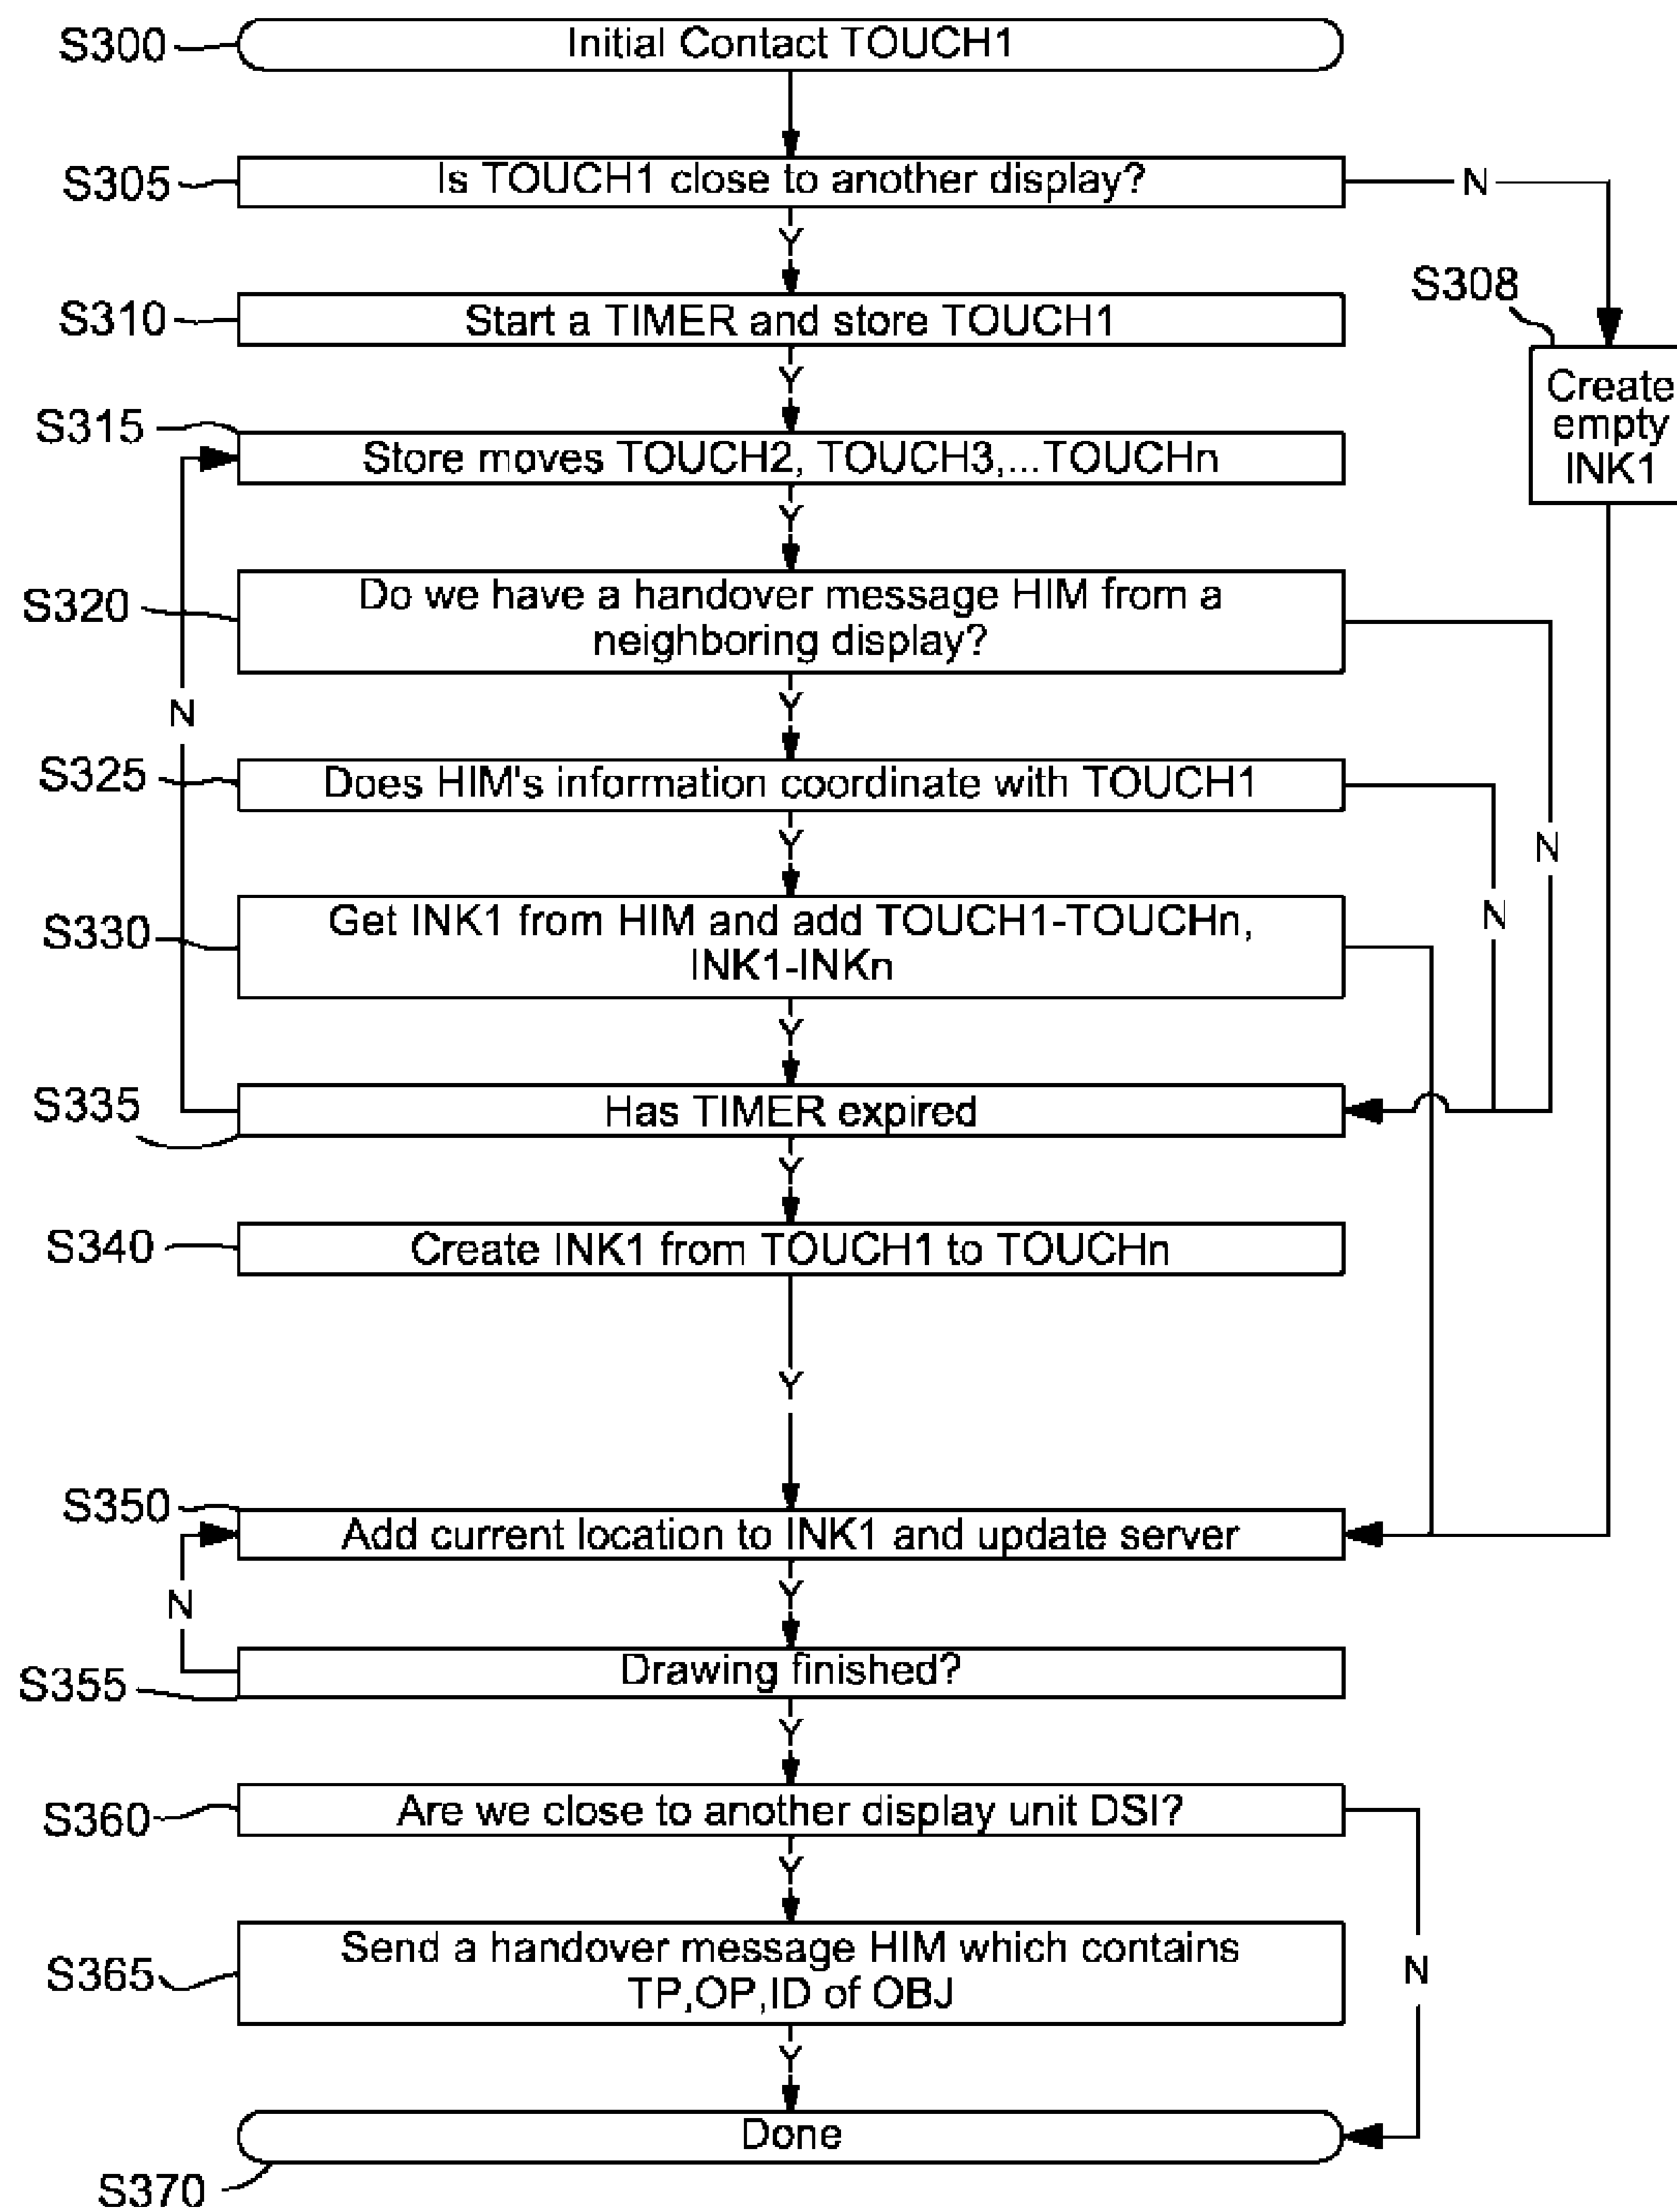 S300
Initial Contact TOUCH1
S305
Is TOUCH1 close to another display?
N
Y
S308
Create
empty
INK1
S310
Start a TIMER and store TOUCH1
Y
S315
Store moves TOUCH2, TOUCH3,...TOUCHn
Y
S320
Do we have a handover message HIM from a
neighboring display?
N
Y
N
S325
Does HIM's information coordinate with TOUCH1
Y
N
S330
Get INK1 from HIM and add TOUCH1-TOUCHn,
INK1-INKn
Y
S335
Has TIMER expired
Y
S340
Create INK1 from TOUCH1 to TOUCHn
Y
S350
Add current location to INK1 and update server
Y
N
S355
Drawing finished?
Y
S360
Are we close to another display unit DSI?
Y
N
S365
Send a handover message HIM which contains
TP,OP,ID of OBJ
Y
Done
S370